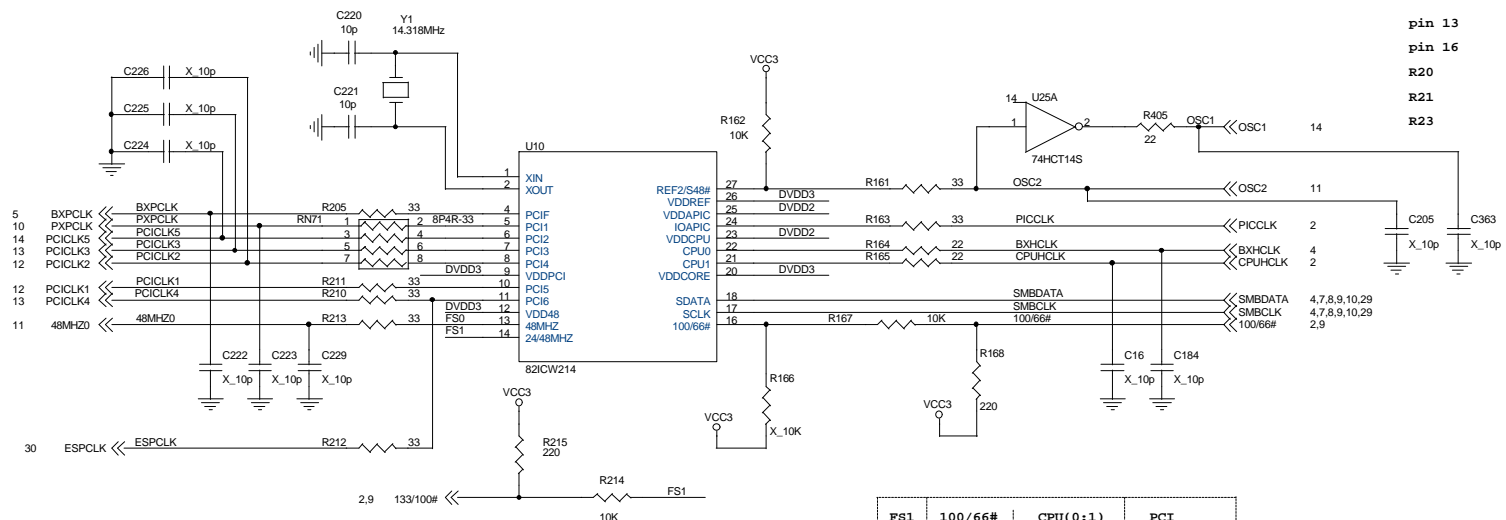 C220
10p
Y1
14.318MHz
pin 13
pin 16
R20
R21
R23
C226 X_10p
C225 X_10p
C224 X_10p
C221
10p
VCC3
R162
10K
14
U25A
1 2
74HCT14S
R405
22
OSC1
OSC1 14
U10
1 XIN
2 XOUT
REF2/S48# 27
VDDREF 26 DVDD3
VDDAPIC 25 DVDD2
IOAPIC 24
VDDCPU 23 DVDD2
CPU0 22
CPU1 21
VDDCORE 20 DVDD3
SDATA 18
SCLK 17
100/66# 16
R161 33 OSC2 OSC2 11
R163 33 PICCLK PICCLK 2
R164 22 BXHCLK BXHCLK 4
R165 22 CPUHCLK CPUHCLK 2
SMBDATA SMBDATA 4,7,8,9,10,29
SMBCLK SMBCLK 4,7,8,9,10,29
R167 10K 100/66# 100/66# 2,9
C205
X_10p
C363
X_10p
5 BXPCLK BXPCLK R205 33 4 PCIF
10 PXPCLK PXPCLK RN71 1 2 8P4R-33 5 PCI1
14 PCICLK5 PCICLK5 3 4 6 PCI2
13 PCICLK3 PCICLK3 5 6 7 PCI3
12 PCICLK2 PCICLK2 7 8 8 PCI4
DVDD3 9 VDDPCI
12 PCICLK1 PCICLK1 R211 33 10 PCI5
13 PCICLK4 PCICLK4 R210 33 11 PCI6
DVDD3 12 VDD48
11 48MHZ0 48MHZ0 R213 33 FS0 13 48MHZ
FS1 14 24/48MHZ
82ICW214
C222
X_10p
C223
X_10p
C229
X_10p
R166
X_10K
VCC3
R168
220
VCC3
C16
X_10p
C184
X_10p
VCC3
R215
220
30 ESPCLK ESPCLK R212 33
2,9 133/100#
R214
10K
FS1
FS1 100/66# CPU(0:1) PCI